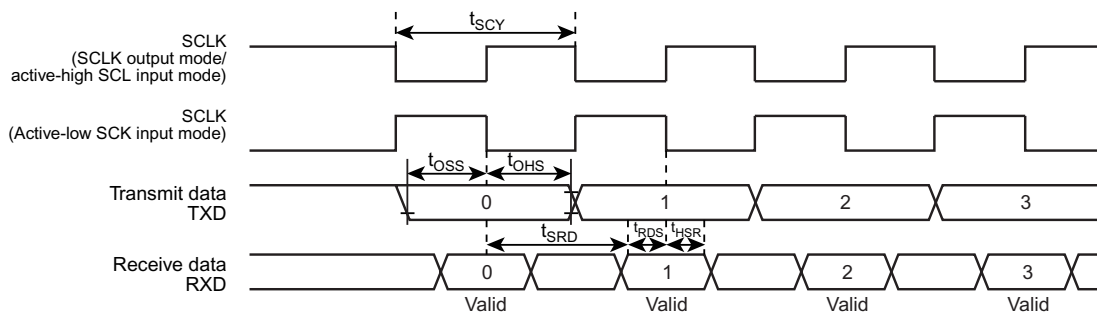 tSCY
SCLK
(SCLK output mode/
active-high SCL input mode)
SCLK
(Active-low SCK input mode)
tOSS
tOHS
Transmit data
TXD
0
1
2
3
tSRD
tRDS
tHSR
Receive data
RXD
0
1
2
3
Valid
Valid
Valid
Valid